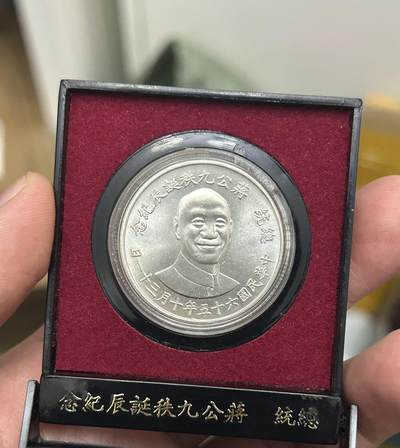 總統 蔣公九秩誕辰紀念
中華民國六十五年十月三十一日
總統 蔣公九秩誕辰紀念